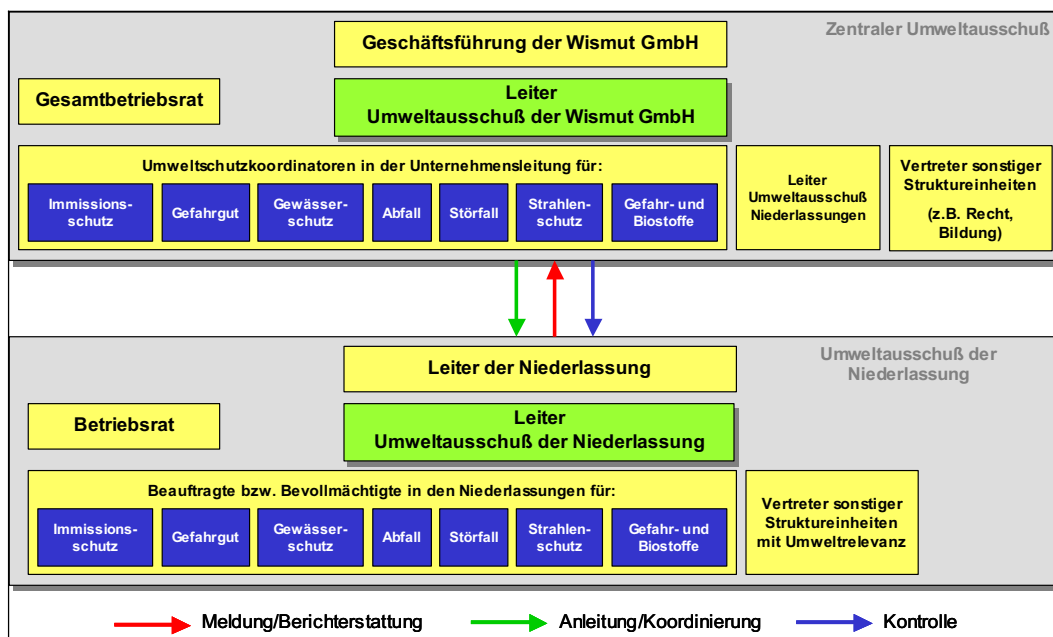 Zentraler Umweltausschuß
Geschäftsführung der Wismut GmbH
Gesamtbetriebsrat
Leiter
Umweltausschuß der Wismut GmbH
Umweltschutzkoordinatoren in der Unternehmensleitung für:
Immissions-
schutz
Gefahrgut
Gewässer-
schutz
Abfall
Störfall
Strahlen-
schutz
Gefahr- und
Biostoffe
Leiter
Umweltausschuß
Niederlassungen
Vertreter sonstiger
Struktureinheiten
(z.B. Recht,
Bildung)
Umweltausschuß der
Niederlassung
Leiter der Niederlassung
Betriebsrat
Leiter
Umweltausschuß der Niederlassung
Beauftragte bzw. Bevollmächtigte in den Niederlassungen für:
Immissions-
schutz
Gefahrgut
Gewässer-
schutz
Abfall
Störfall
Strahlen-
schutz
Gefahr- und
Biostoffe
Vertreter sonstiger
Struktureinheiten
mit Umweltrelevanz
Meldung/Berichterstattung
Anleitung/Koordinierung
Kontrolle